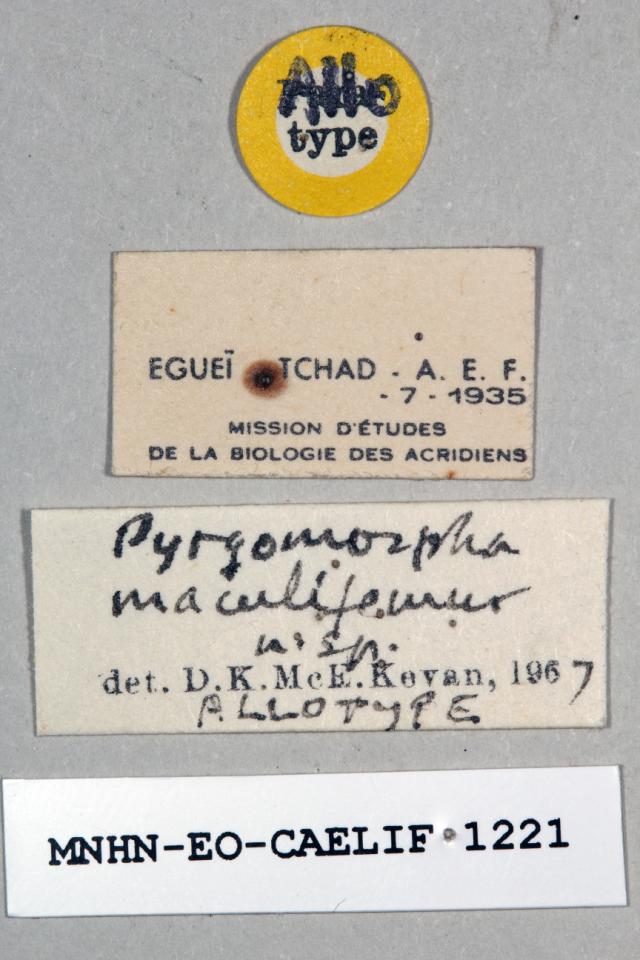 Allo
type
EGUEÏ TCHAD - A. E. F.
- 7 - 1935
MISSION D'ÉTUDES
DE LA BIOLOGIE DES ACRIDIENS
Pyrgomorpha
maculifemur
n. sp.
det. D.K.McE.Kevan, 1967
ALLOTYPE
MNHN-EO-CAELIF 1221